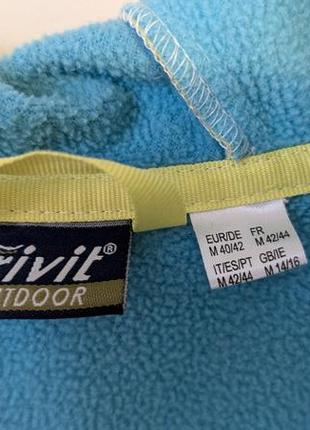 rivit®
TDOOR
EUR/DE FR
M 40/42 M 42/44
IT/ES/PT GB/IE
M 42/44 M 14/16